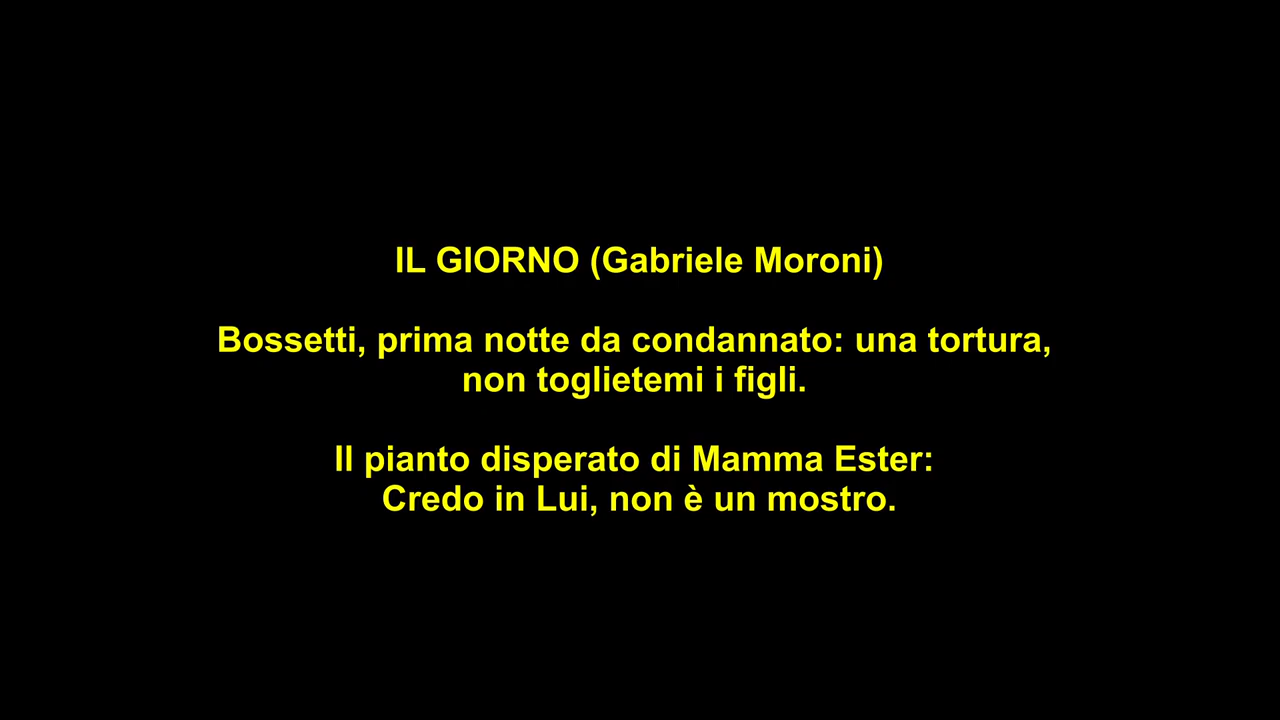 IL GIORNO (Gabriele Moroni)
Bossetti, prima notte da condannato: una tortura,
non toglietemi i figli.
Il pianto disperato di Mamma Ester:
Credo in Lui, non è un mostro.